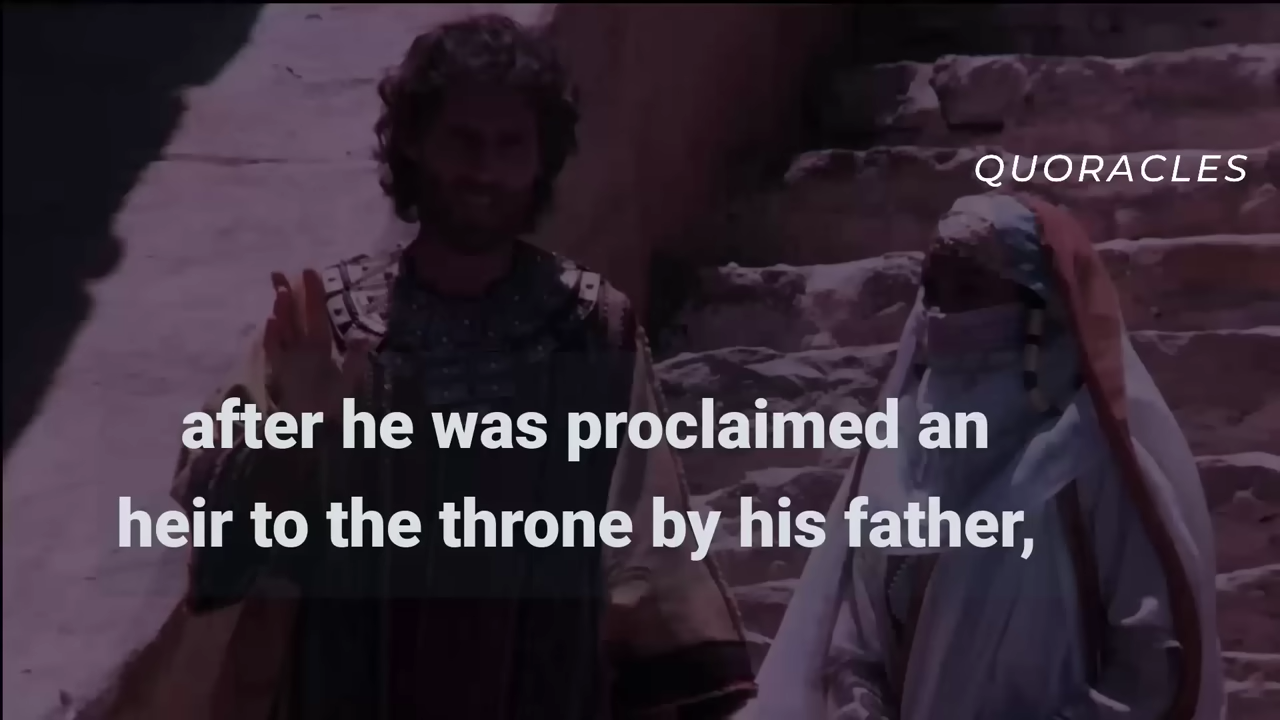 QUORACLES
after he was proclaimed an
heir to the throne by his father,